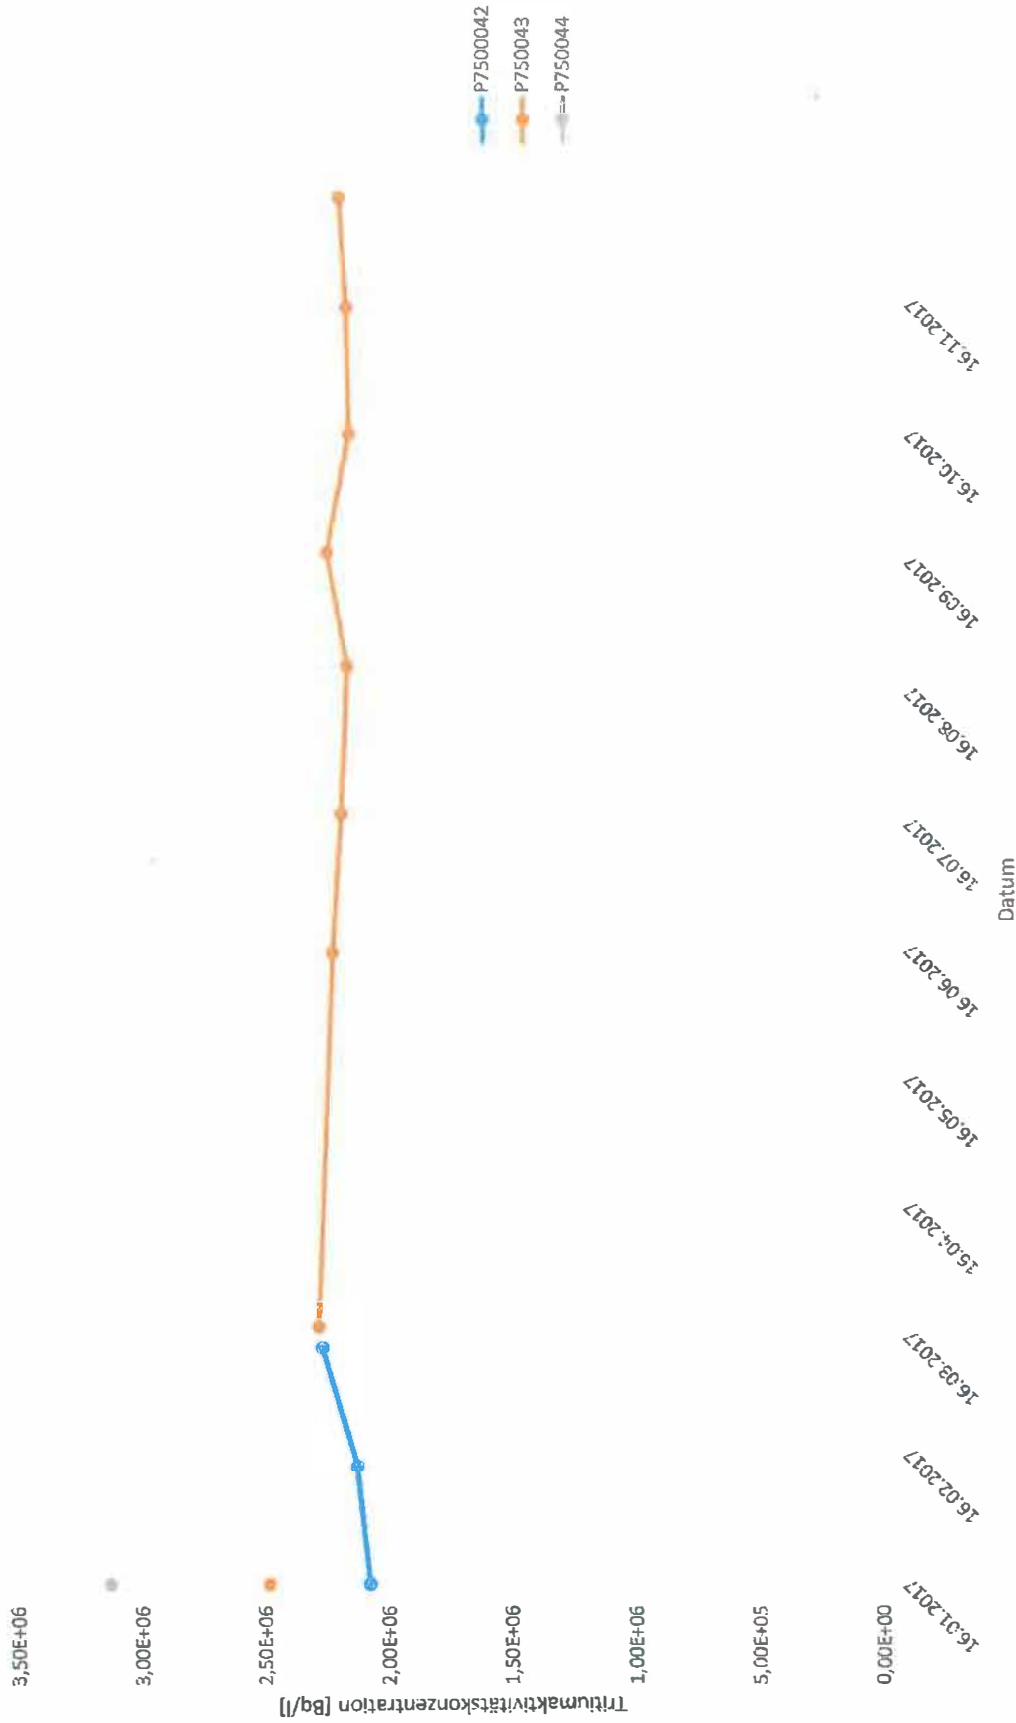 Tritiumaktivitätskonzentration [Bq/l]
3,50E+06
3,00E+06
2,50E+06
2,00E+06
1,50E+06
1,00E+06
5,00E+05
0,00E+00
16.01.2017
16.02.2017
16.03.2017
16.04.2017
16.05.2017
16.06.2017
16.07.2017
16.08.2017
16.09.2017
16.10.2017
16.11.2017
Datum
P7500042
P750043
P750044